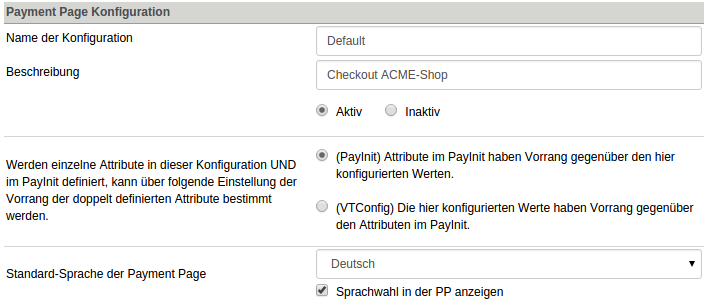 Payment Page Konfiguration
Name der Konfiguration
Default
Beschreibung
Checkout ACME-Shop
Aktiv Inaktiv
Werden einzelne Attribute in dieser Konfiguration UND
im PayInit definiert, kann über folgende Einstellung der
Vorrang der doppelt definierten Attribute bestimmt
werden.
(PayInit) Attribute im PayInit haben Vorrang gegenüber den hier
konfigurierten Werten.
(VTConfig) Die hier konfigurierten Werte haben Vorrang gegenüber
den Attributen im PayInit.
Standard-Sprache der Payment Page
Deutsch
Sprachwahl in der PP anzeigen